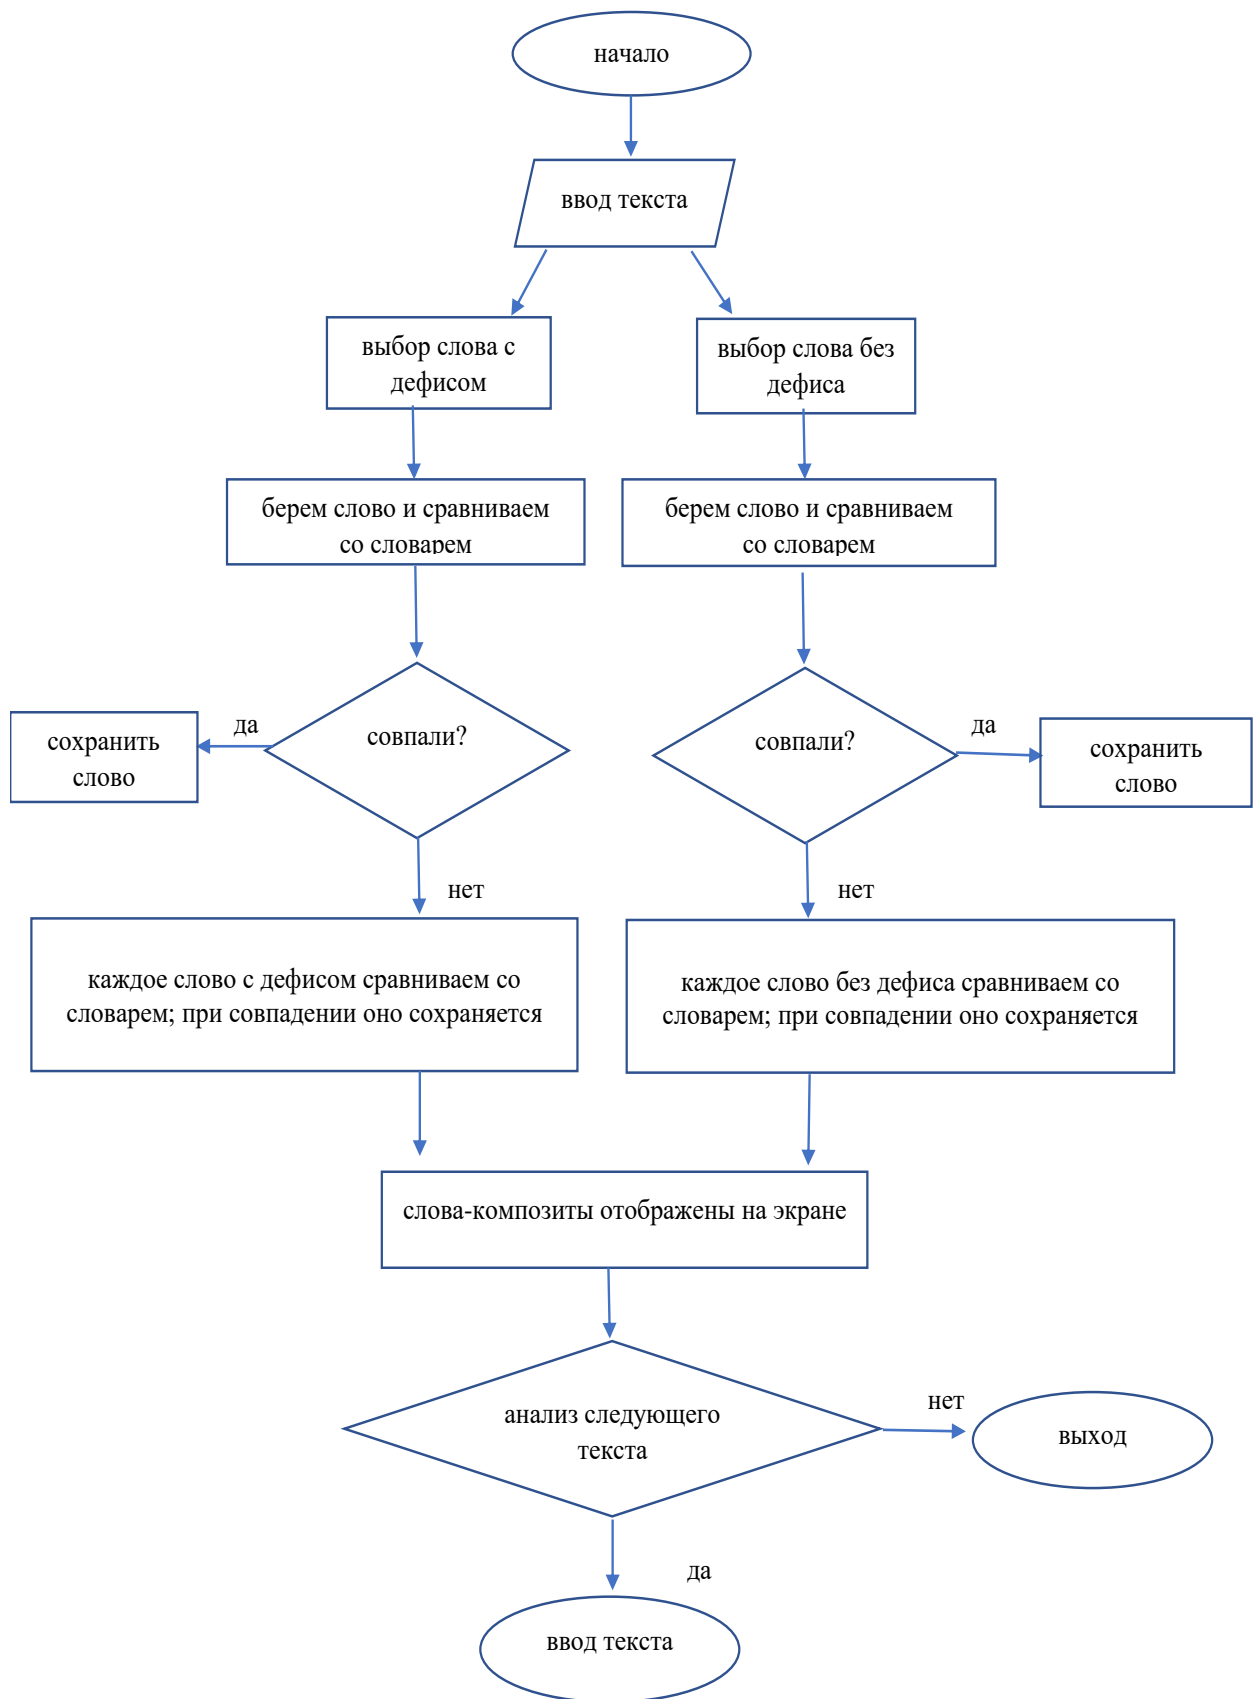 начало
ввод текста
выбор слова с
дефисом
выбор слова без
дефиса
берем слово и сравниваем
со словарем
берем слово и сравниваем
со словарем
да
совпали?
сохранить
слово
совпали?
да
сохранить
слово
нет
нет
каждое слово с дефисом сравниваем со
словарем; при совпадении оно сохраняется
каждое слово без дефиса сравниваем со
словарем; при совпадении оно сохраняется
слова-композиты отображены на экране
анализ следующего
текста
нет
выход
да
ввод текста